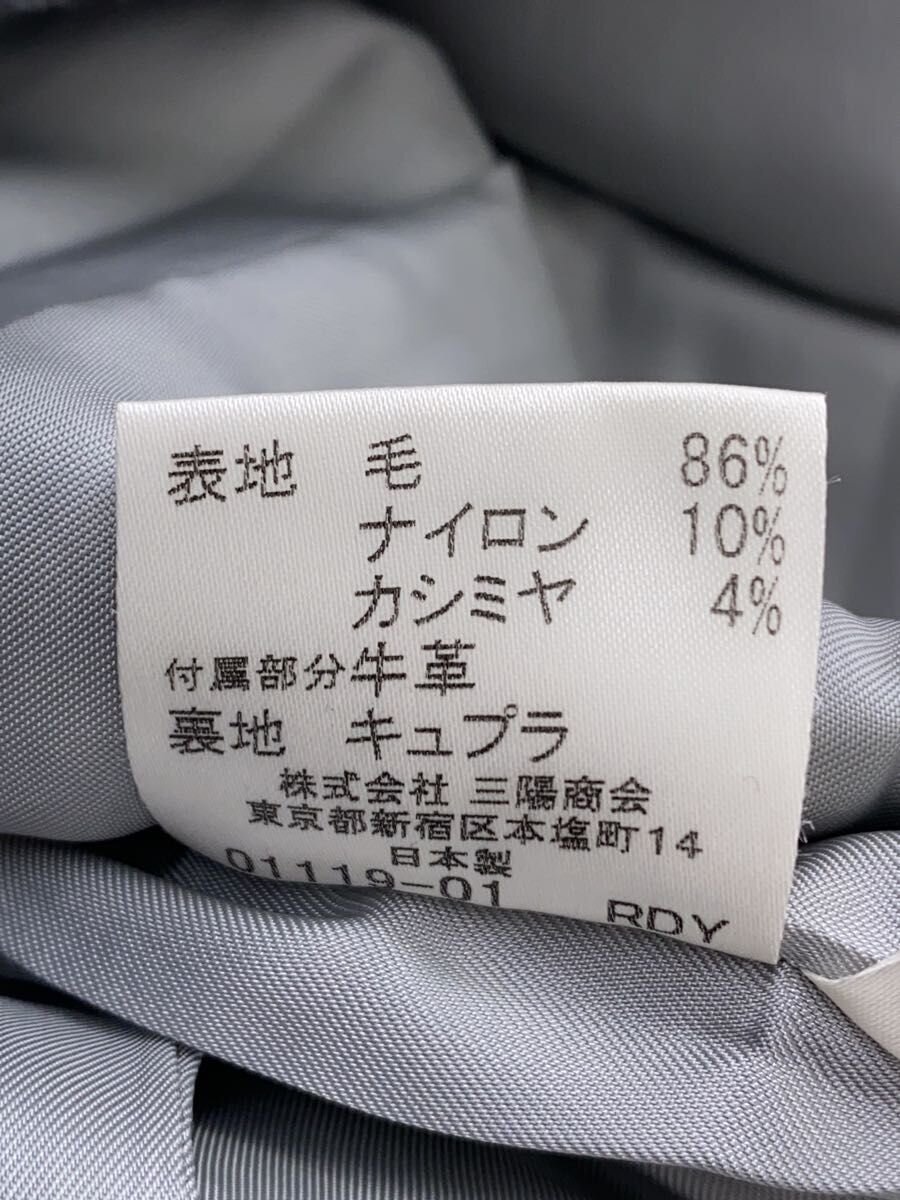 表地 毛 86%
ナイロン 10%
カシミヤ 4%
付属部分 牛革
裏地 キュプラ
株式会社 三陽商会
東京都新宿区本塩町14
日本製
01119-01 RDY